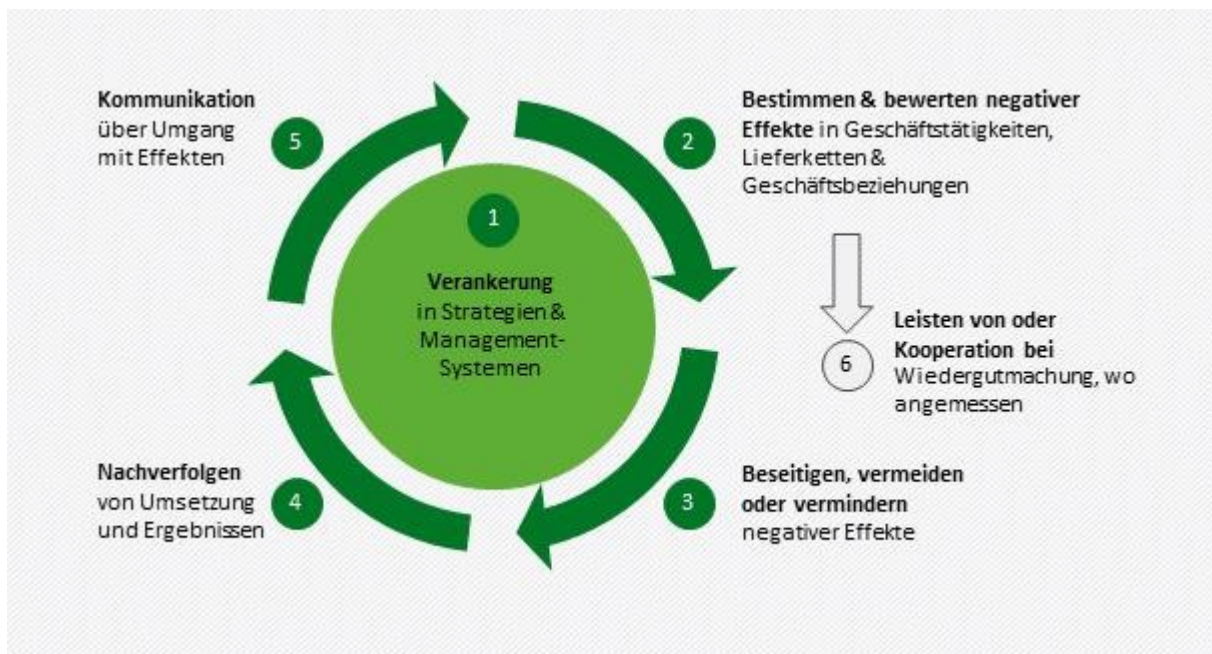 1
Verankerung
in Strategien &
Management-
Systemen
2
Bestimmen & bewerten negativer
Effekte in Geschäftstätigkeiten,
Lieferketten &
Geschäftsbeziehungen
6
Leisten von oder
Kooperation bei
Wiedergutmachung, wo
angemessen
3
Beseitigen, vermeiden
oder vermindern
negativer Effekte
4
Nachverfolgen
von Umsetzung
und Ergebnissen
5
Kommunikation
über Umgang
mit Effekten